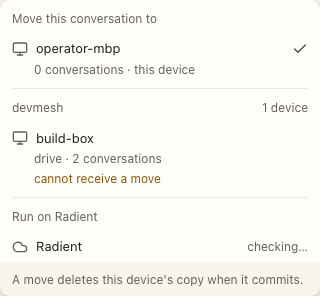 Move this conversation to
operator-mbp
0 conversations · this device
devmesh 1 device
build-box
drive · 2 conversations
cannot receive a move
Run on Radient
Radient checking…
A move deletes this device's copy when it commits.